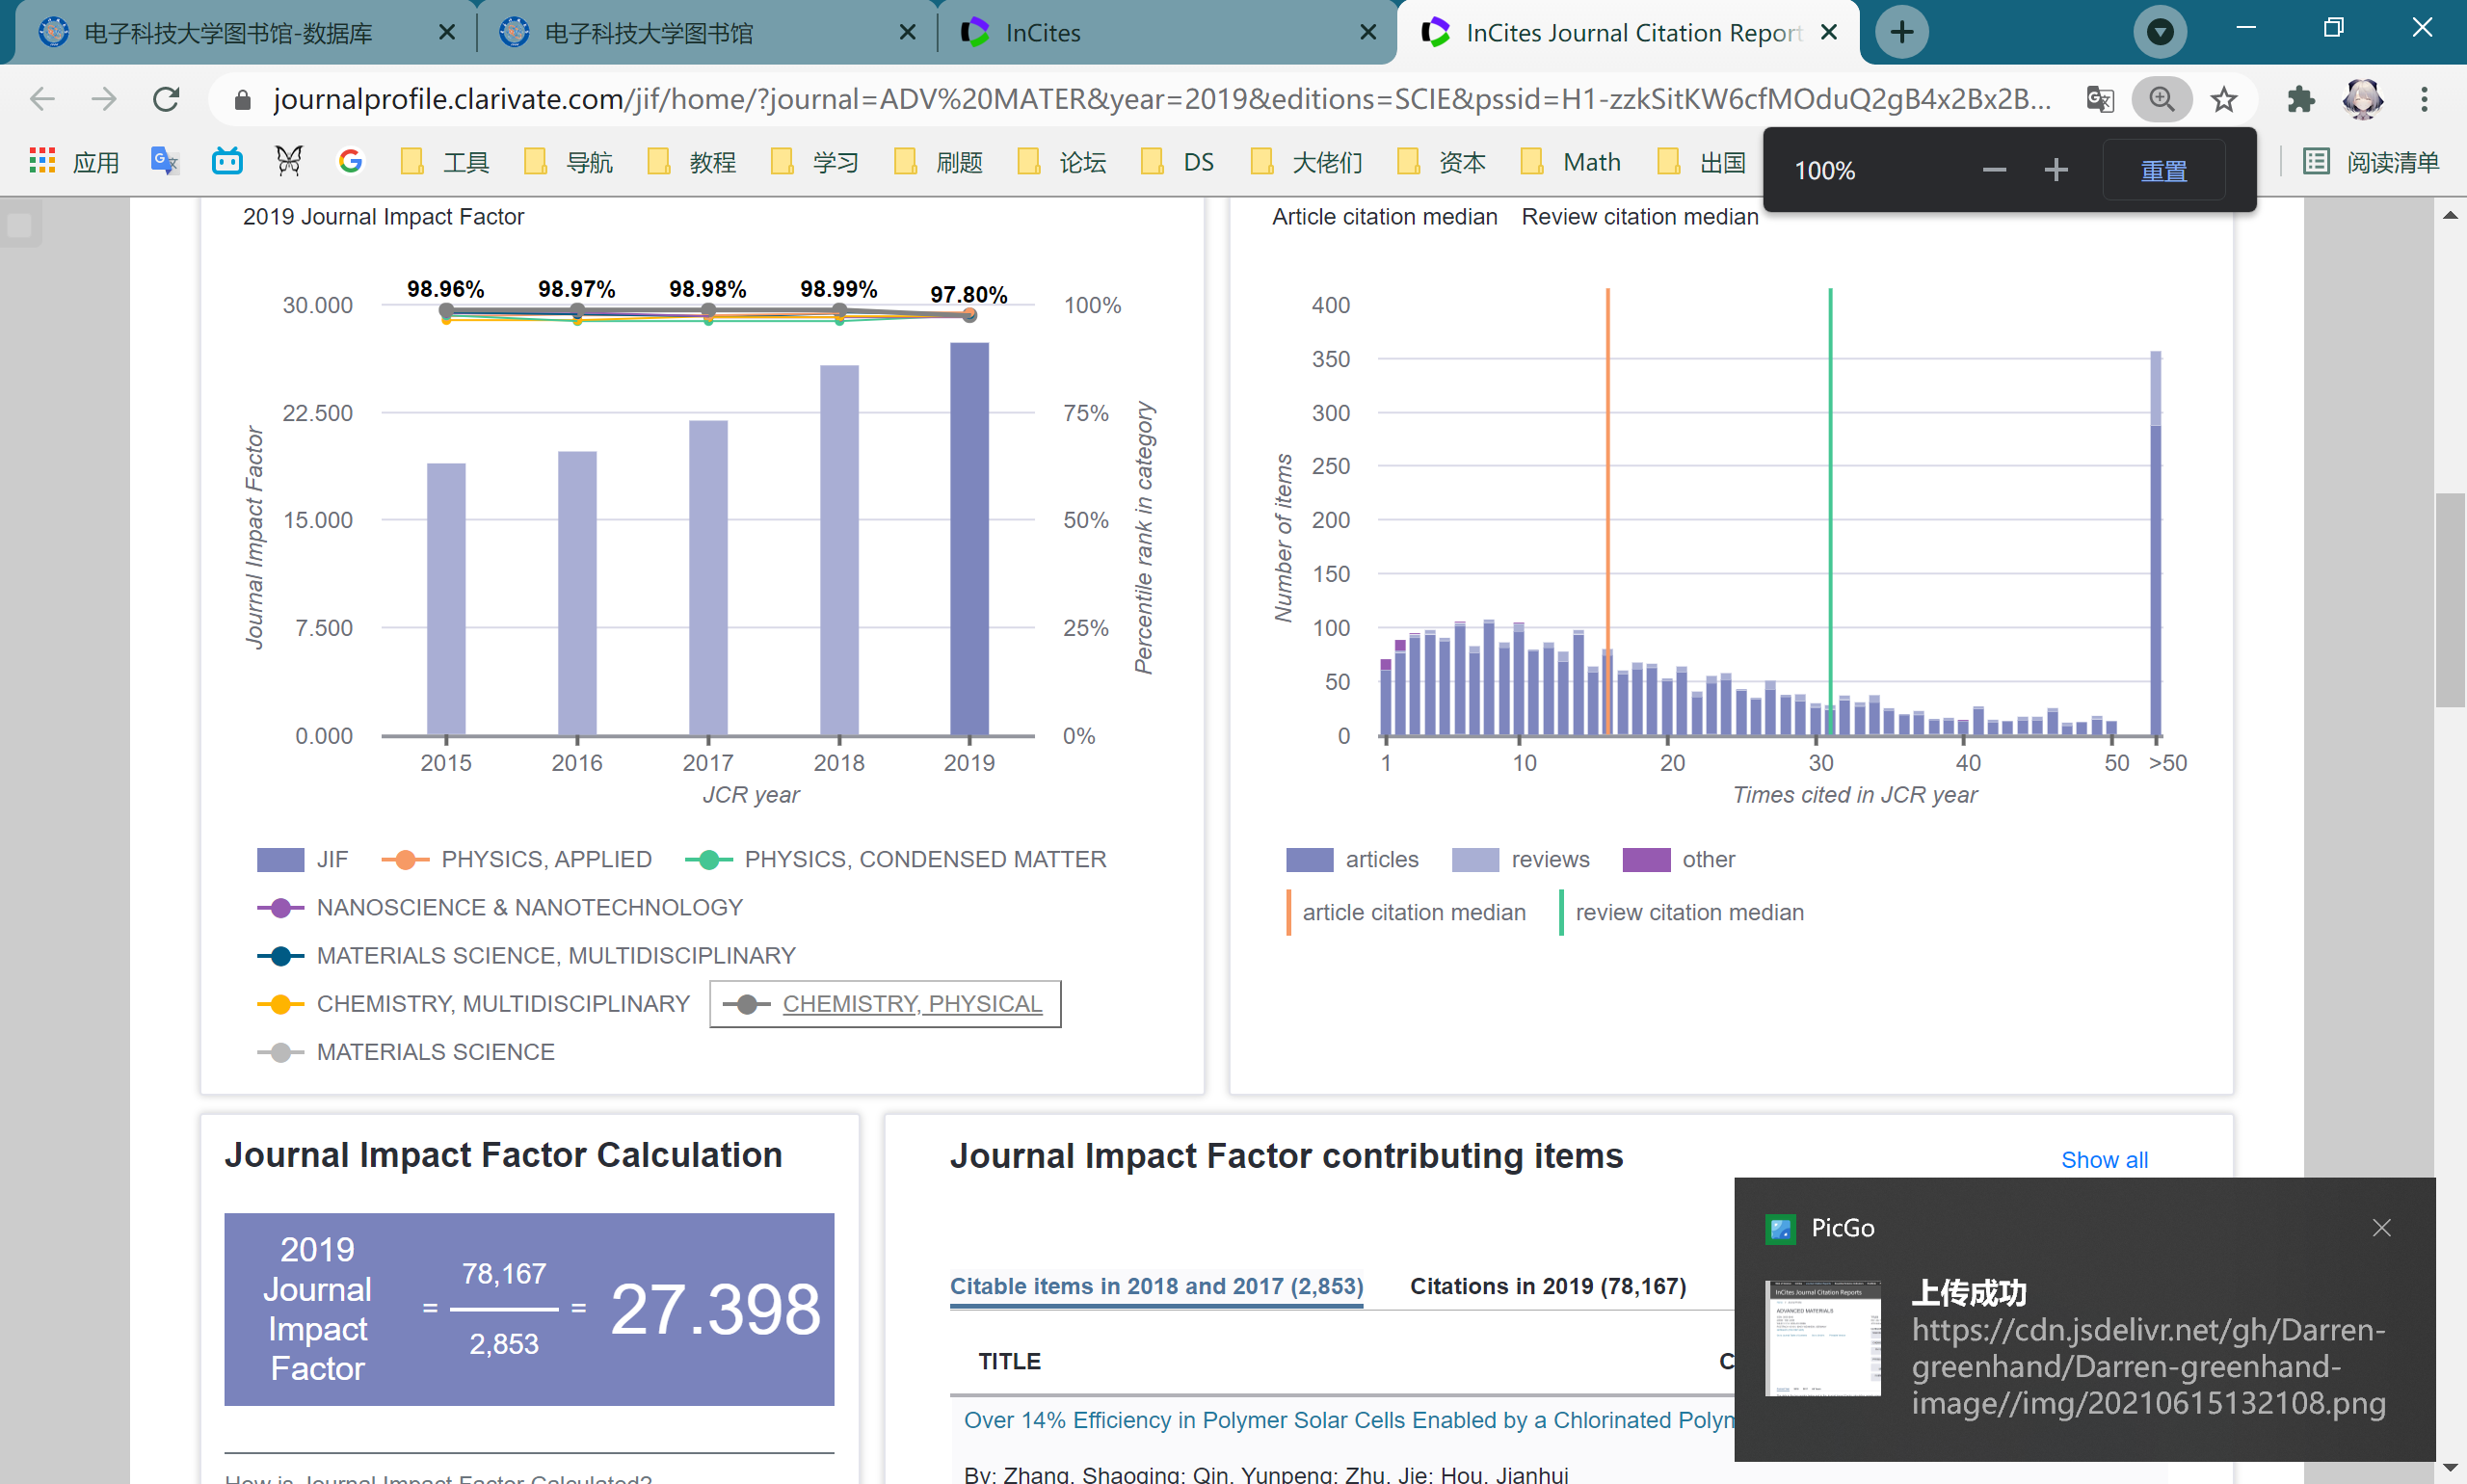 电子科技大学图书馆-数据库
电子科技大学图书馆
InCites
InCites Journal Citation Report
journalprofile.clarivate.com/jif/home/?journal=ADV%20MATER&year=2019&editions=SCIE&pssid=H1-zzkSitKW6cfMOduQ2gB4x2Bx2B...
应用 工具 导航 教程 学习 刷题 论坛 DS 大佬们 资本 Math 出国 阅读清单
100% 重置
2019 Journal Impact Factor
98.96% 98.97% 98.98% 98.99% 97.80%
30.000
22.500
15.000
7.500
0.000
Journal Impact Factor
100%
75%
50%
25%
0%
Percentile rank in category
2015 2016 2017 2018 2019
JCR year
JIF PHYSICS, APPLIED PHYSICS, CONDENSED MATTER
NANOSCIENCE & NANOTECHNOLOGY
MATERIALS SCIENCE, MULTIDISCIPLINARY
CHEMISTRY, MULTIDISCIPLINARY CHEMISTRY, PHYSICAL
MATERIALS SCIENCE
Article citation median Review citation median
400
350
300
250
200
150
100
50
0
Number of items
1 10 20 30 40 50 >50
Times cited in JCR year
articles reviews other
article citation median review citation median
Journal Impact Factor Calculation
2019
Journal
Impact
Factor
= 78,167
2,853
= 27.398
How is Journal Impact Factor Calculated?
Journal Impact Factor contributing items
Show all
Citable items in 2018 and 2017 (2,853) Citations in 2019 (78,167)
TITLE C
Over 14% Efficiency in Polymer Solar Cells Enabled by a Chlorinated Polym
By: Zhang, Shaoqing; Qin, Yunpeng; Zhu, Jie; Hou, Jianhui
PicGo
上传成功
https://cdn.jsdelivr.net/gh/Darren-
greenhand/Darren-greenhand-
image//img/20210615132108.png
InCites Journal Citation Reports
ADVANCED MATERIALS